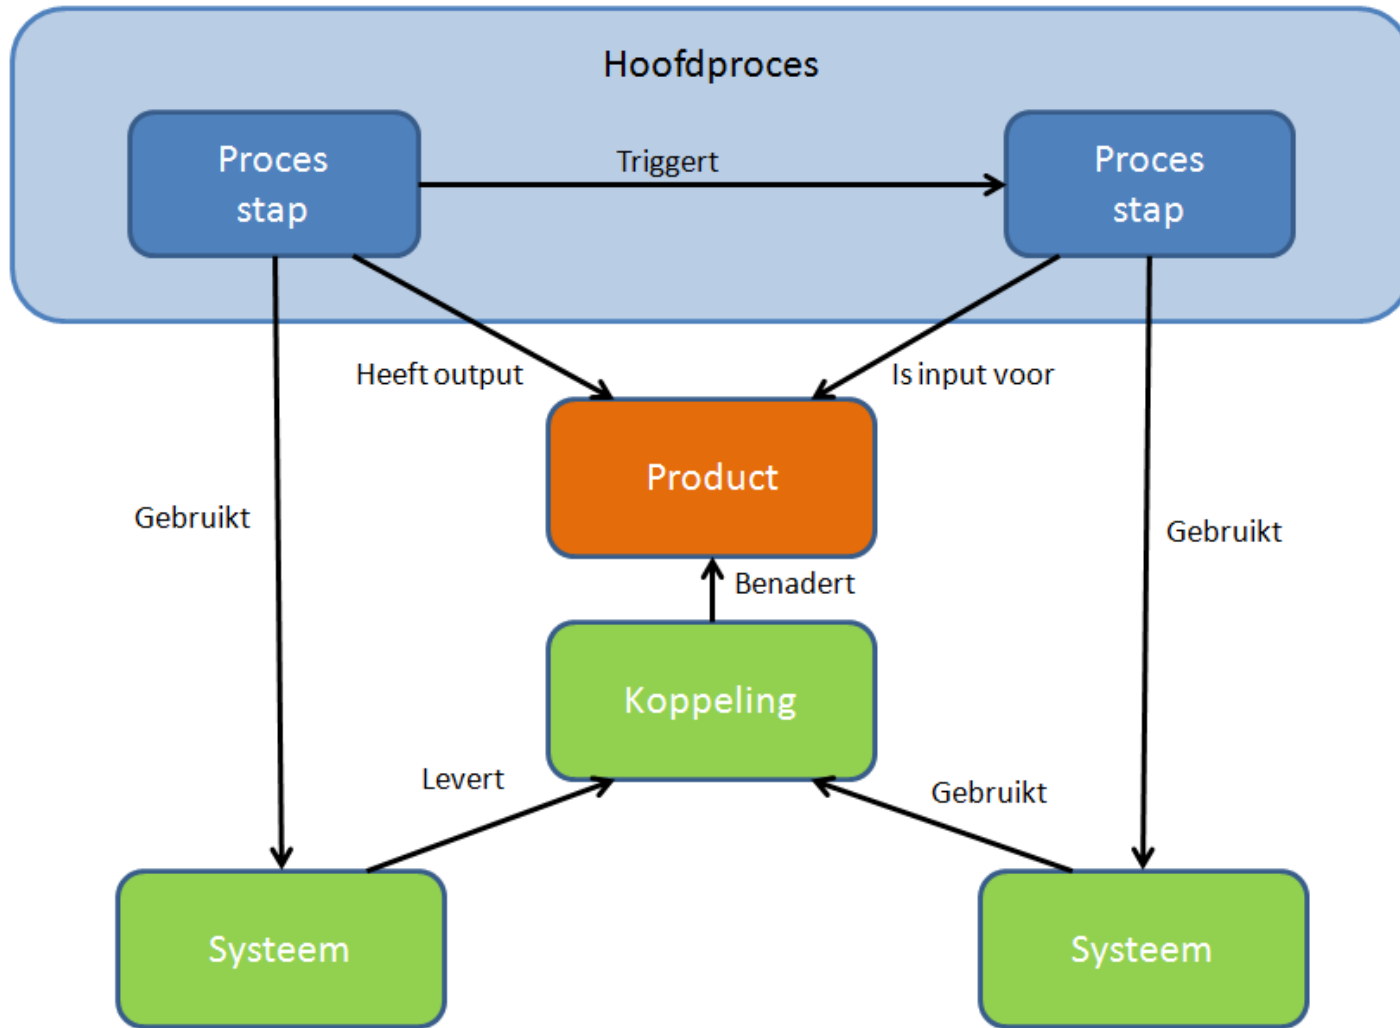 Hoofdproces
Proces
stap
Triggert
Proces
stap
Heeft output
Is input voor
Product
Gebruikt
Gebruikt
Benadert
Koppeling
Levert
Gebruikt
Systeem
Systeem